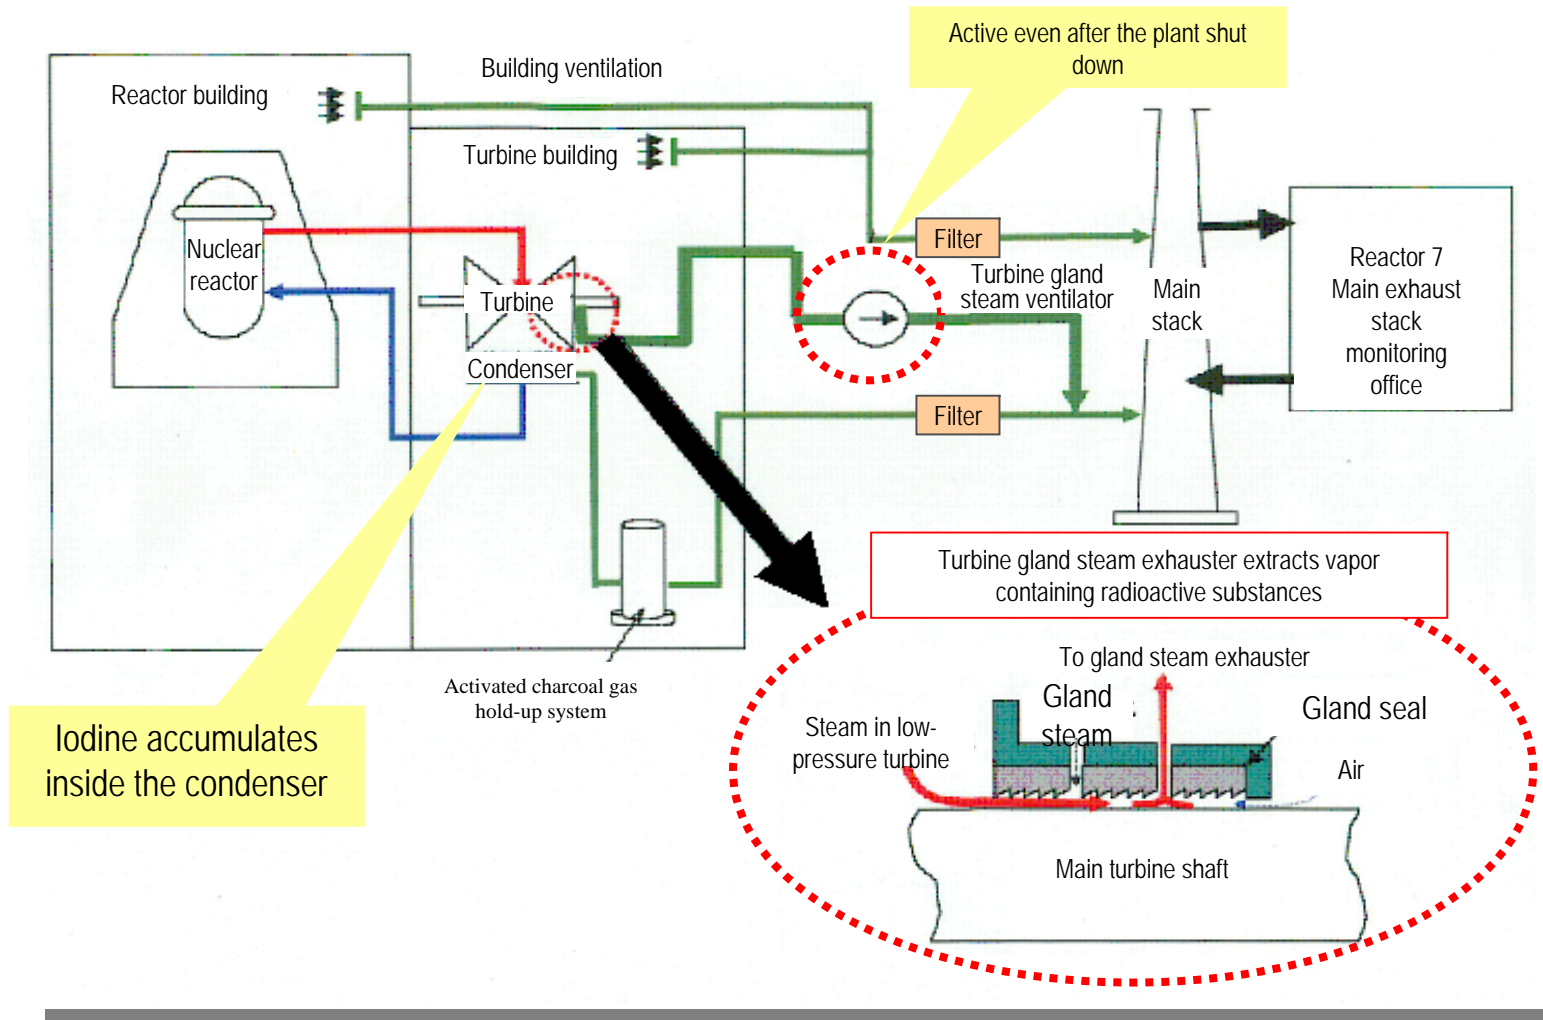 Active even after the plant shut
down
Building ventilation
Reactor building
Turbine building
Nuclear
reactor
Filter
Turbine gland
steam ventilator
Turbine
Main
stack
Reactor 7
Main exhaust
stack
monitoring
office
Condenser
Filter
Turbine gland steam exhauster extracts vapor
containing radioactive substances
Activated charcoal gas
hold-up system
Iodine accumulates
inside the condenser
To gland steam exhauster
Gland
steam
Gland seal
Steam in low-
pressure turbine
Air
Main turbine shaft